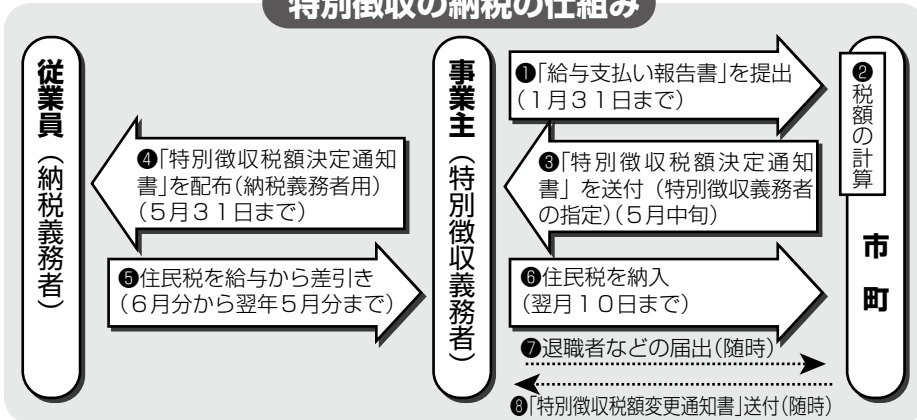 特別徴収の納税の仕組み
従業員（納税義務者）
事業主（特別徴収義務者）
❶「給与支払い報告書」を提出
（１月３１日まで）
❷税額の計算
市町
❸「特別徴収税額決定通知
書」を送付（特別徴収義務者
の指定）（５月中旬）
❹「特別徴収税額決定通知
書」を配布（納税義務者用）
（５月３１日まで）
❺住民税を給与から差引き
（６月分から翌年５月分まで）
❻住民税を納入
（翌月１０日まで）
❼退職者などの届出（随時）
❽「特別徴収税額変更通知書」送付（随時）